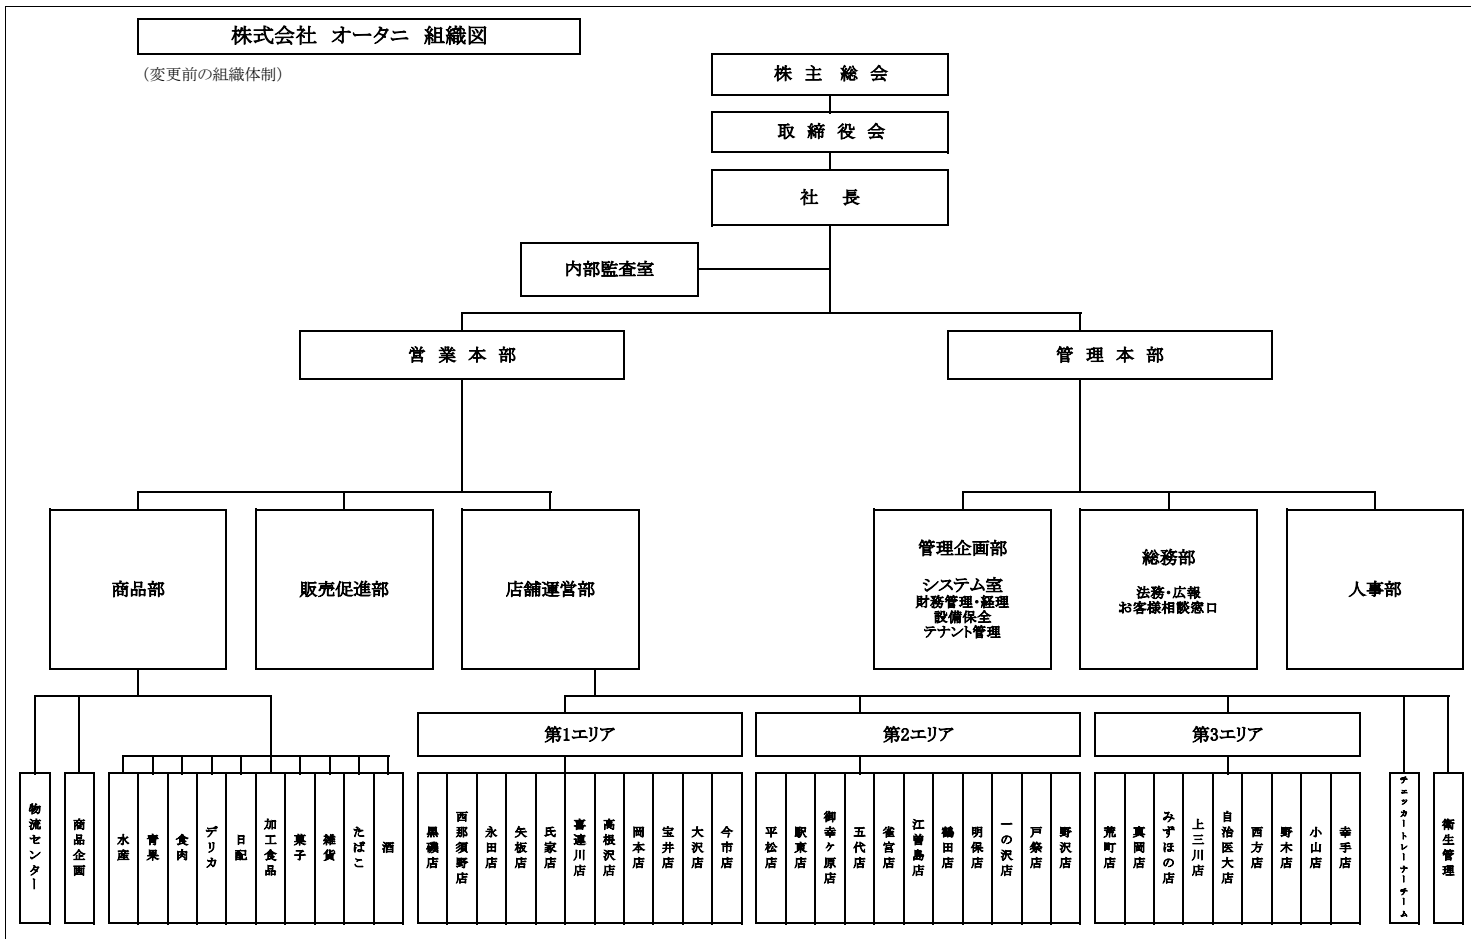 株式会社 オータニ 組織図
（変更前の組織体制）
株 主 総 会
取 締 役 会
社 長
内部監査室
営 業 本 部
管 理 本 部
商品部
販売促進部
店舗運営部
管理企画部
システム室
財務管理・経理
設備保全
テナント管理
総務部
法務・広報
お客様相談窓口
人事部
第1エリア
第2エリア
第3エリア
物流センター
商品企画
水産
青果
食肉
デリカ
日配
加工食品
菓子
雑貨
たばこ
酒
黒磯店
西那須野店
永田店
矢板店
氏家店
喜連川店
高根沢店
岡本店
宝井店
大沢店
今市店
平松店
駅東店
御幸ヶ原店
五代店
雀宮店
江曽島店
鶴田店
明保店
一の沢店
戸祭店
野沢店
荒町店
真岡店
みずほの店
上三川店
自治医大店
西方店
野木店
小山店
幸手店
チェッカートレーナーチーム
衛生管理